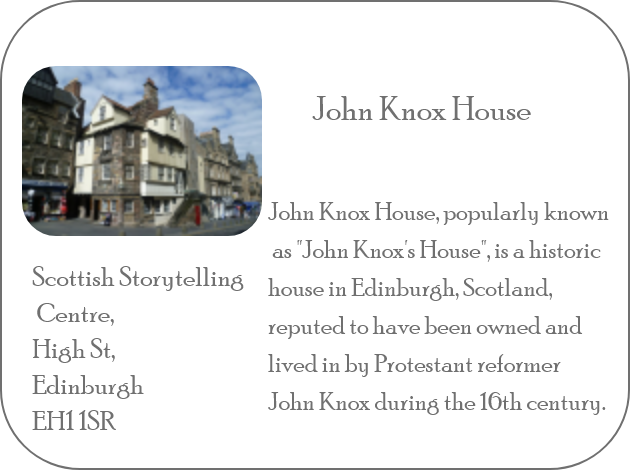 John Knox House
John Knox House, popularly known
as "John Knox's House", is a historic
house in Edinburgh, Scotland,
reputed to have been owned and
lived in by Protestant reformer
John Knox during the 16th century.
Scottish Storytelling
Centre,
High St,
Edinburgh
EH1 1SR